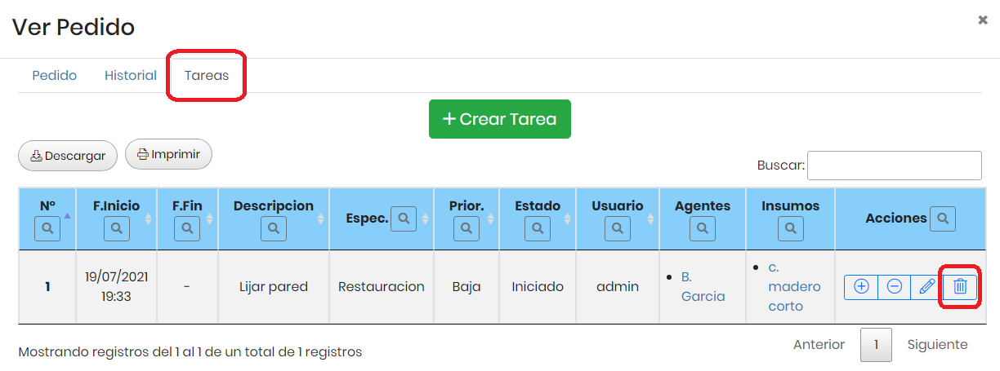 Ver Pedido
×
Pedido Historial Tareas
+ Crear Tarea
Descargar Imprimir
Buscar:
Nº F.Inicio F.Fin Descripcion Espec. Prior. Estado Usuario Agentes Insumos Acciones
1 19/07/2021 19:33 - Lijar pared Restauracion Baja Iniciado admin B. Garcia c. madero corto
Mostrando registros del 1 al 1 de un total de 1 registros
Anterior 1 Siguiente